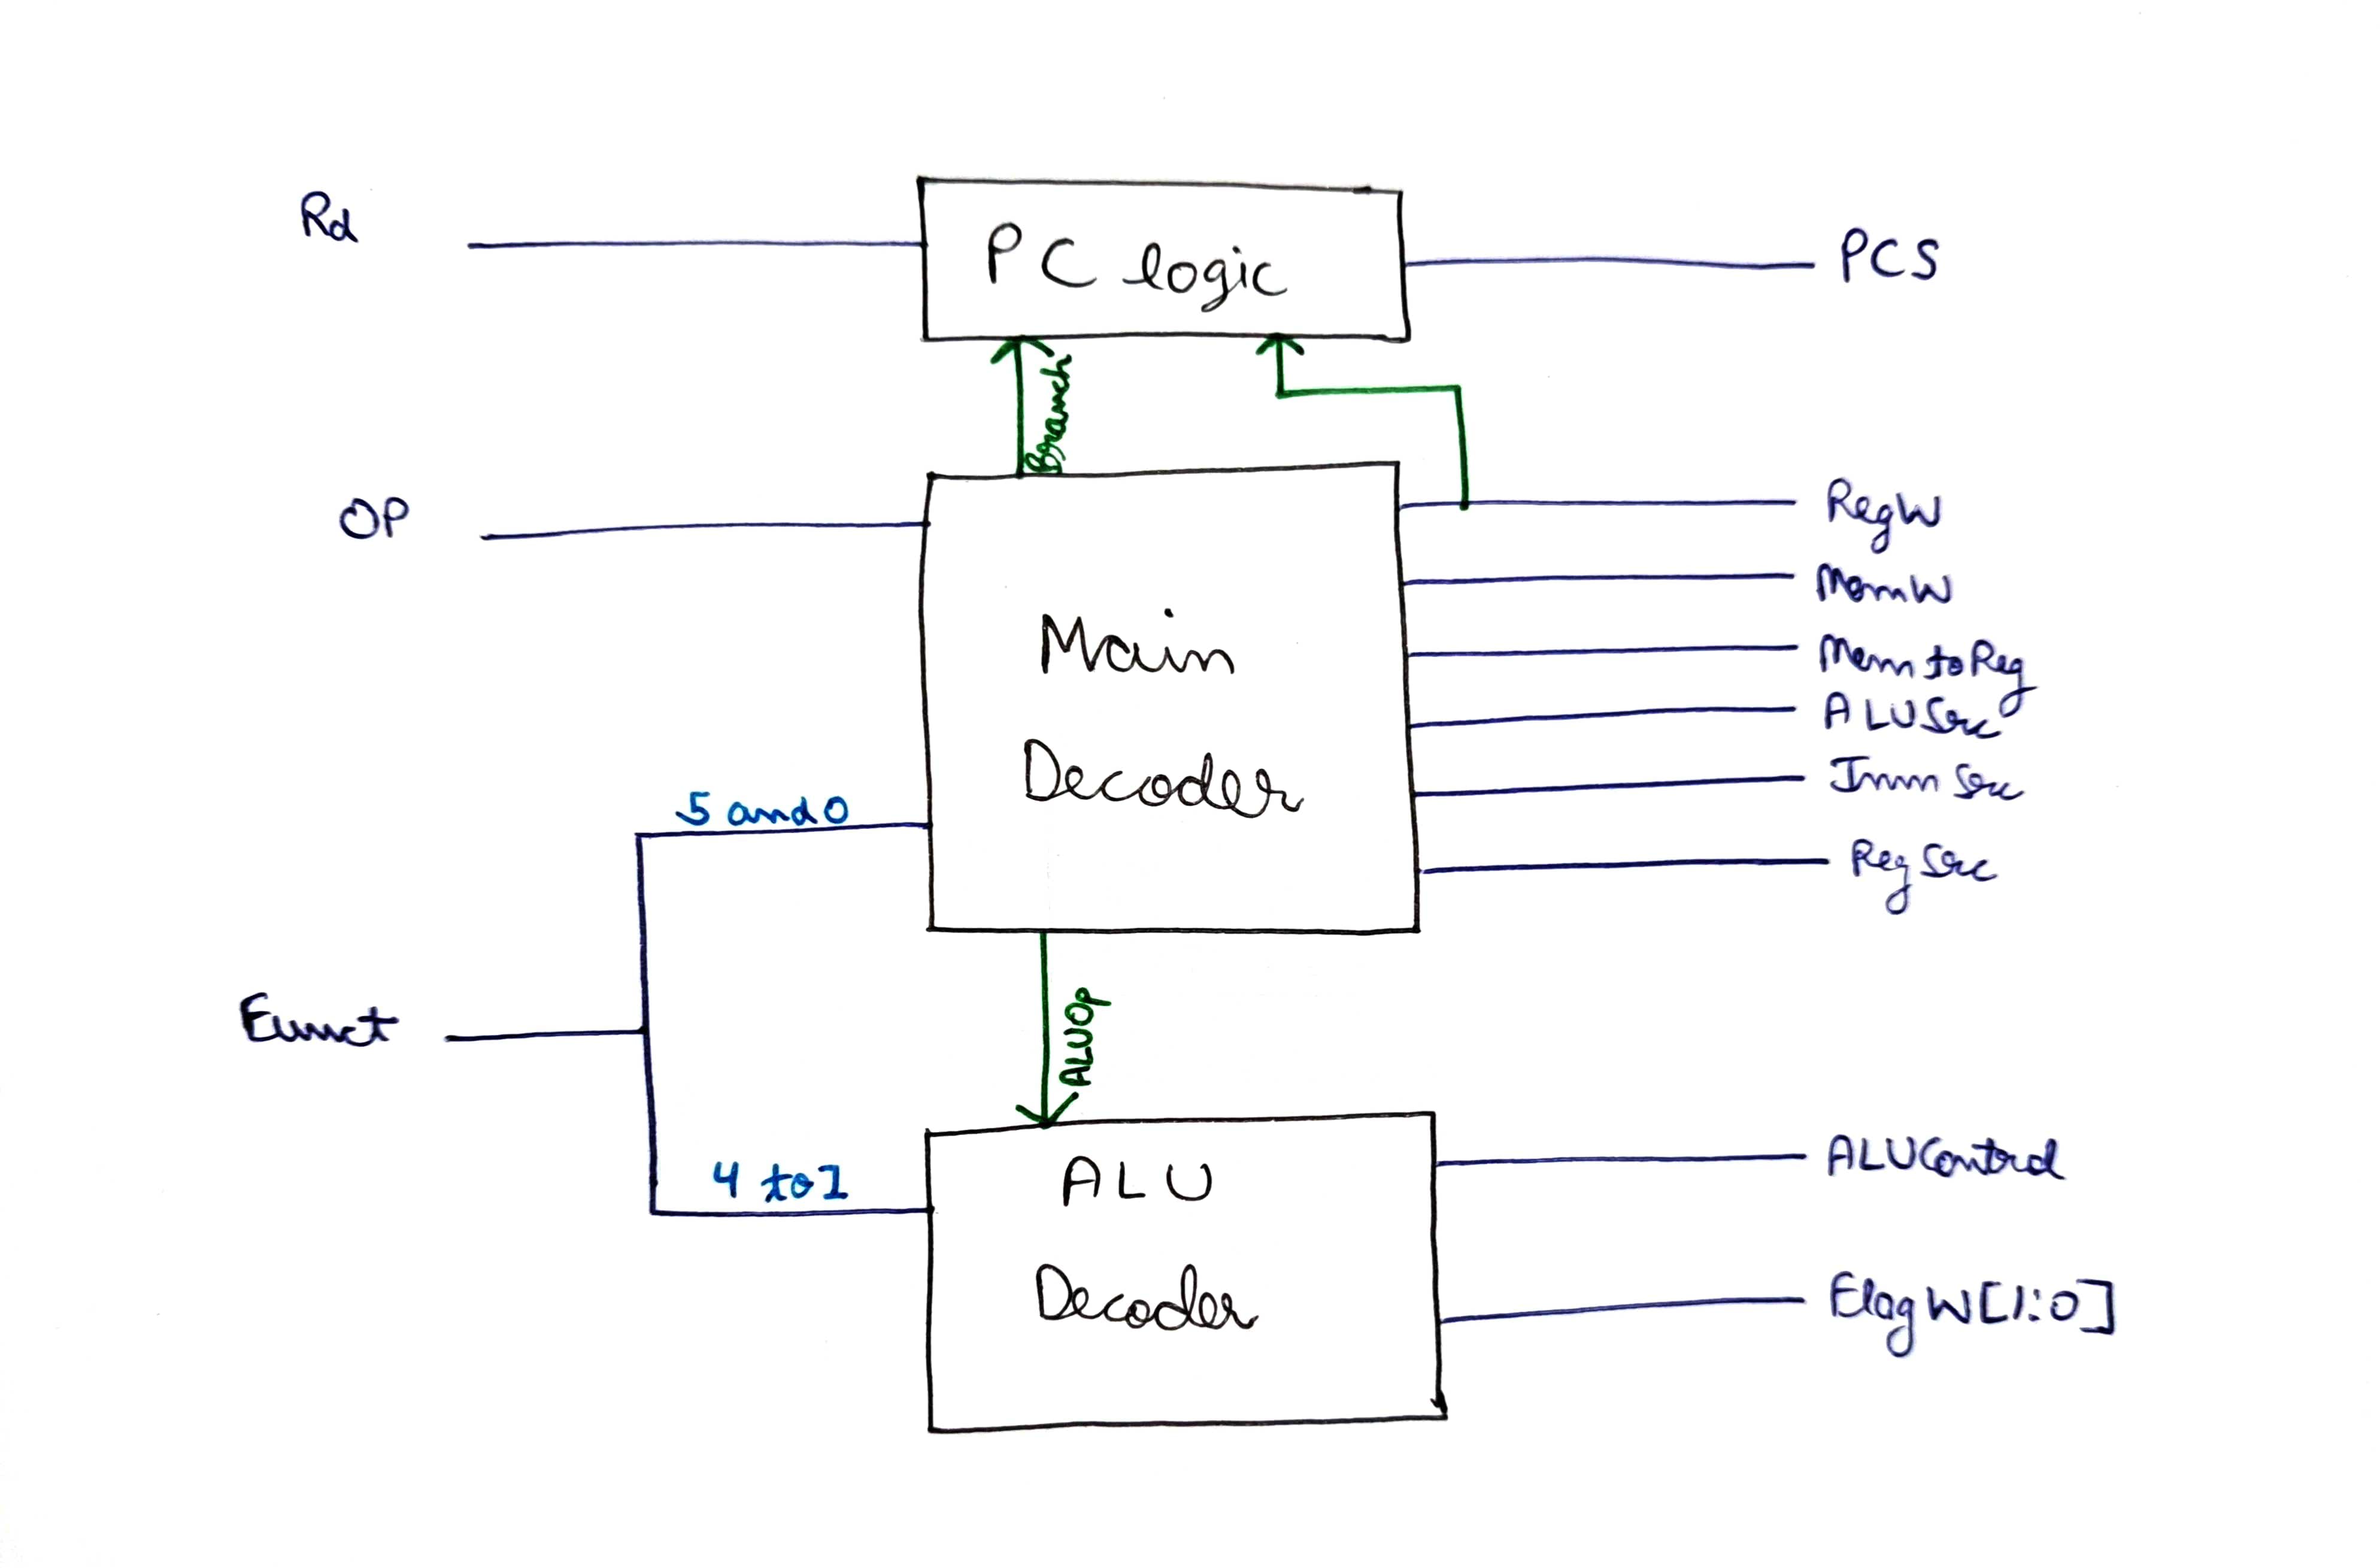 Rd
PC logic
PCS
Branch
OP
RegW
MemW
Main
MemtoReg
ALUSrc
Decoder
ImmSrc
5 and 0
RegSrc
Funct
ALUOp
4 to 1
ALU
ALUControl
Decoder
FlagW[1:0]